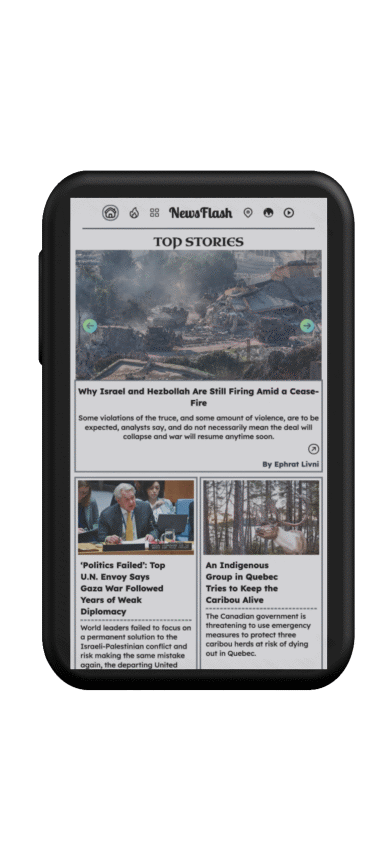 NewsFlash
TOP STORIES
Why Israel and Hezbollah Are Still Firing Amid a Cease-
Fire
Some violations of the truce, and some amount of violence, are to be
expected, analysts say, and do not necessarily mean the deal will
collapse and war will resume anytime soon.
By Ephrat Livni
'Politics Failed': Top
U.N. Envoy Says
Gaza War Followed
Years of Weak
Diplomacy
World leaders failed to focus on
a permanent solution to the
Israeli-Palestinian conflict and
risk making the same mistake
again, the departing United
An Indigenous
Group in Quebec
Tries to Keep the
Caribou Alive
The Canadian government is
threatening to use emergency
measures to protect three
caribou herds at risk of dying
out in Quebec.